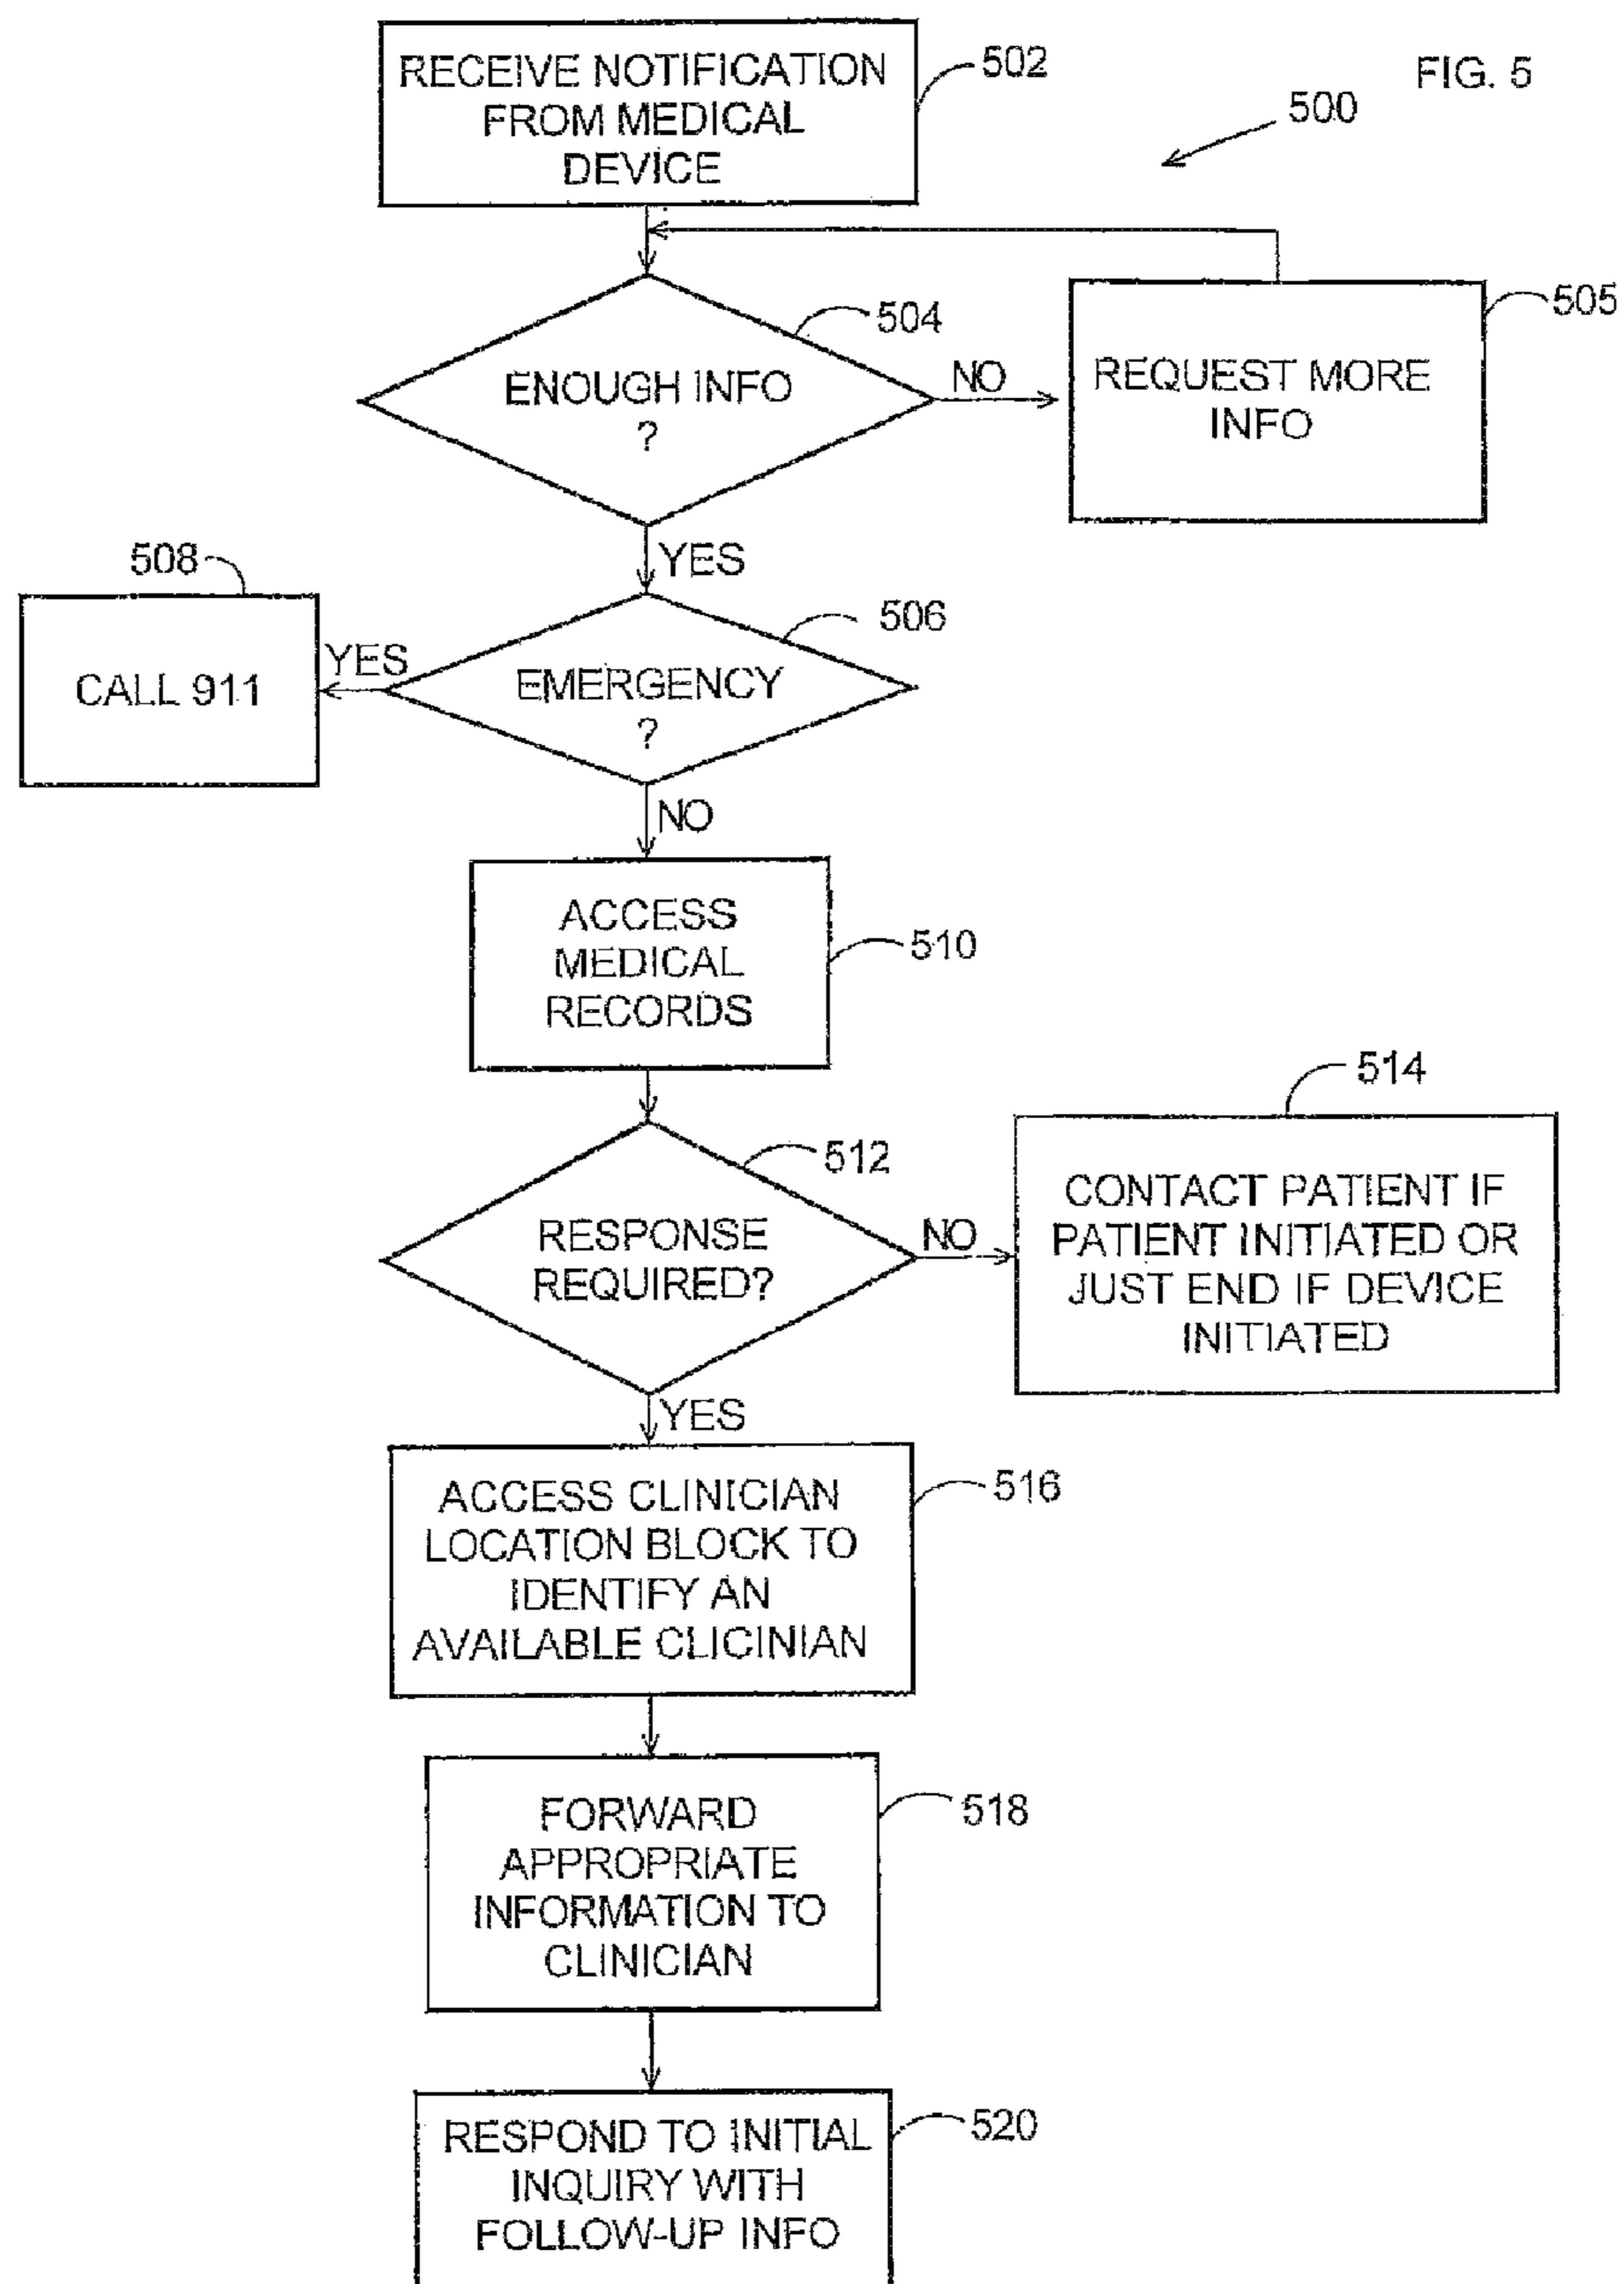 FIG. 5
500
RECEIVE NOTIFICATION
FROM MEDICAL
DEVICE
502
ENOUGH INFO
?
504
NO
REQUEST MORE
INFO
505
YES
EMERGENCY
?
506
YES
CALL 911
508
NO
ACCESS
MEDICAL
RECORDS
510
RESPONSE
REQUIRED?
512
NO
CONTACT PATIENT IF
PATIENT INITIATED OR
JUST END IF DEVICE
INITIATED
514
YES
ACCESS CLINICIAN
LOCATION BLOCK TO
IDENTIFY AN
AVAILABLE CLICINIAN
516
FORWARD
APPROPRIATE
INFORMATION TO
CLINICIAN
518
RESPOND TO INITIAL
INQUIRY WITH
FOLLOW-UP INFO
520